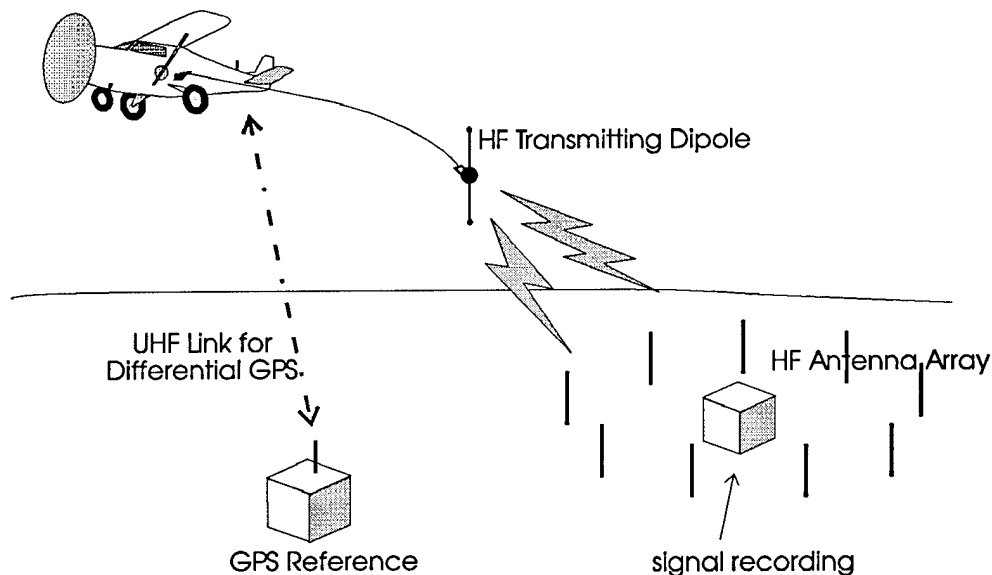 HF Transmitting Dipole
UHF Link for
Differential GPS
HF Antenna Array
GPS Reference
signal recording